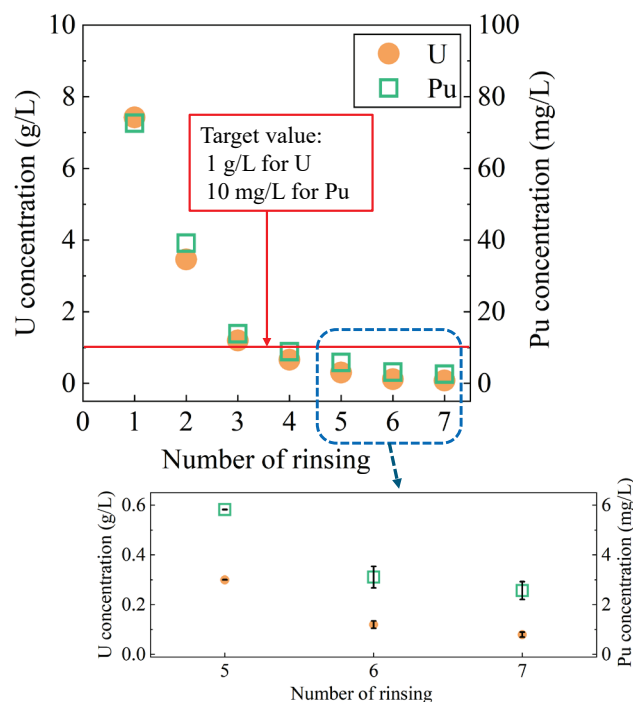 10
8
6
4
2
0
U concentration (g/L)
100
80
60
40
20
0
Pu concentration (mg/L)
U
Pu
Target value:
1 g/L for U
10 mg/L for Pu
0 1 2 3 4 5 6 7
Number of rinsing
0.6
0.4
0.2
0.0
U concentration (g/L)
6
4
2
0
Pu concentration (mg/L)
5 6 7
Number of rinsing